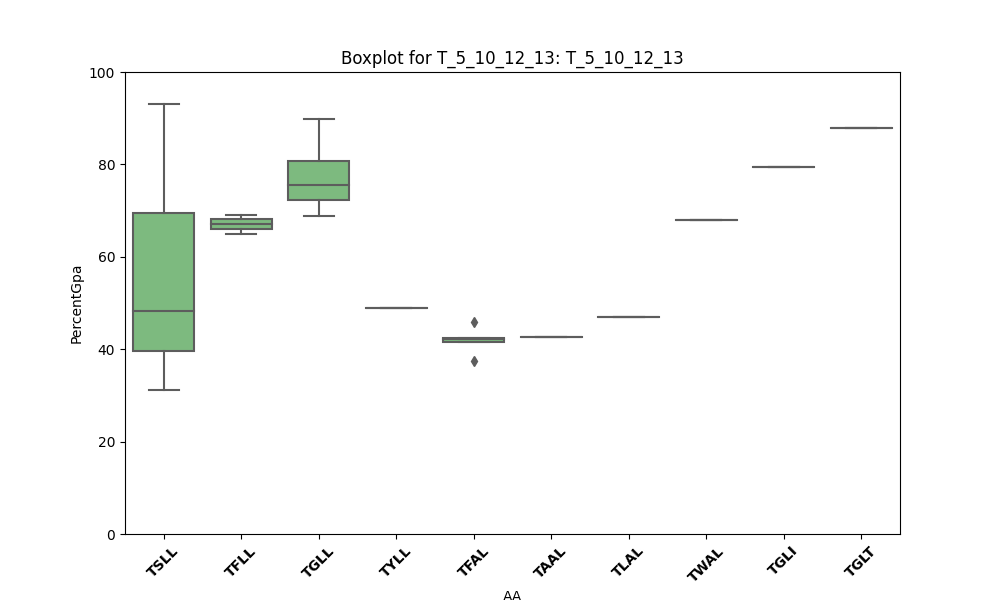 Boxplot for T_5_10_12_13: T_5_10_12_13
100
80
60
40
20
0
PercentGpa
TSLL
TFLL
TGLL
TYLL
TFAL
TAAL
TLAL
TWAL
TGLI
TGLT
AA